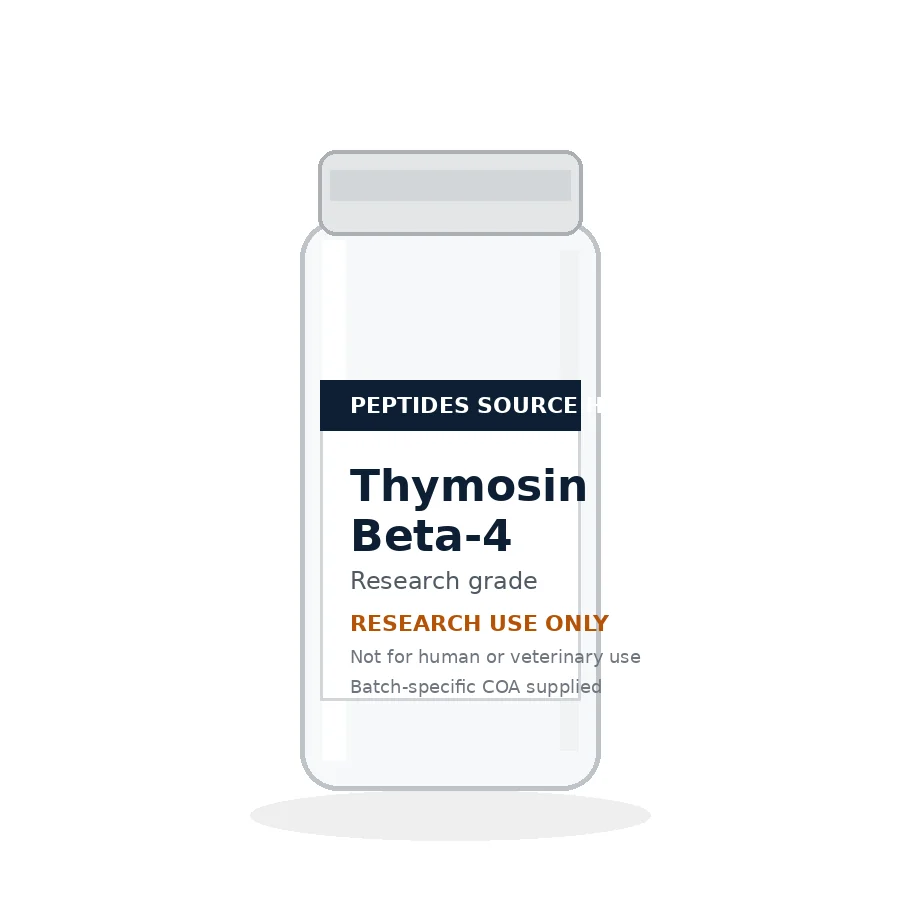 PEPTIDES SOURCE H
Thymosin
Beta-4
Research grade
RESEARCH USE ONLY
Not for human or veterinary use
Batch-specific COA supplied